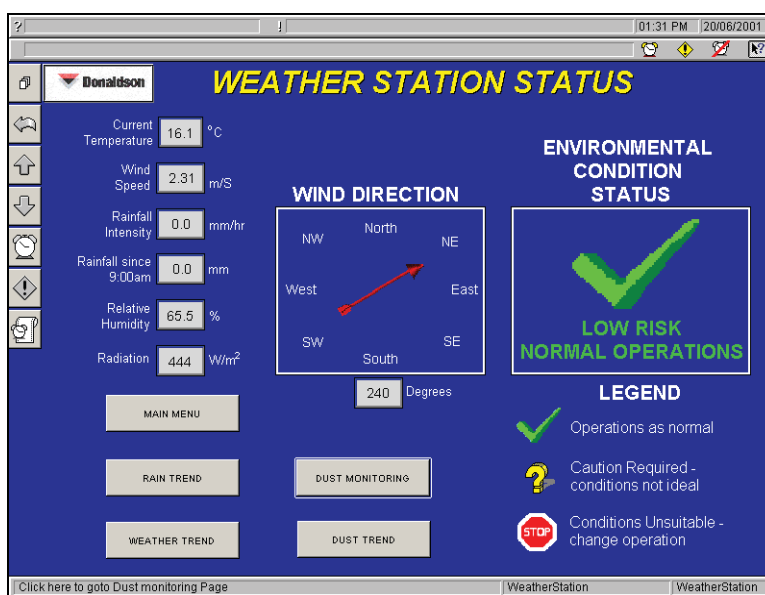 ?
!
01:31 PM
20/06/2001
?
Donaldson
WEATHER STATION STATUS
Current
Temperature
16.1
°C
Wind
Speed
2.31
m/S
Rainfall
Intensity
0.0
mm/hr
Rainfall since
9:00am
0.0
mm
Relative
Humidity
65.5
%
Radiation
444
W/m²
WIND DIRECTION
North
NW
NE
West
East
SW
SE
South
240
Degrees
ENVIRONMENTAL
CONDITION
STATUS
LOW RISK
NORMAL OPERATIONS
LEGEND
Operations as normal
Caution Required -
conditions not ideal
STOP
Conditions Unsuitable -
change operation
MAIN MENU
RAIN TREND
DUST MONITORING
WEATHER TREND
DUST TREND
Click here to goto Dust monitoring Page
WeatherStation
WeatherStation